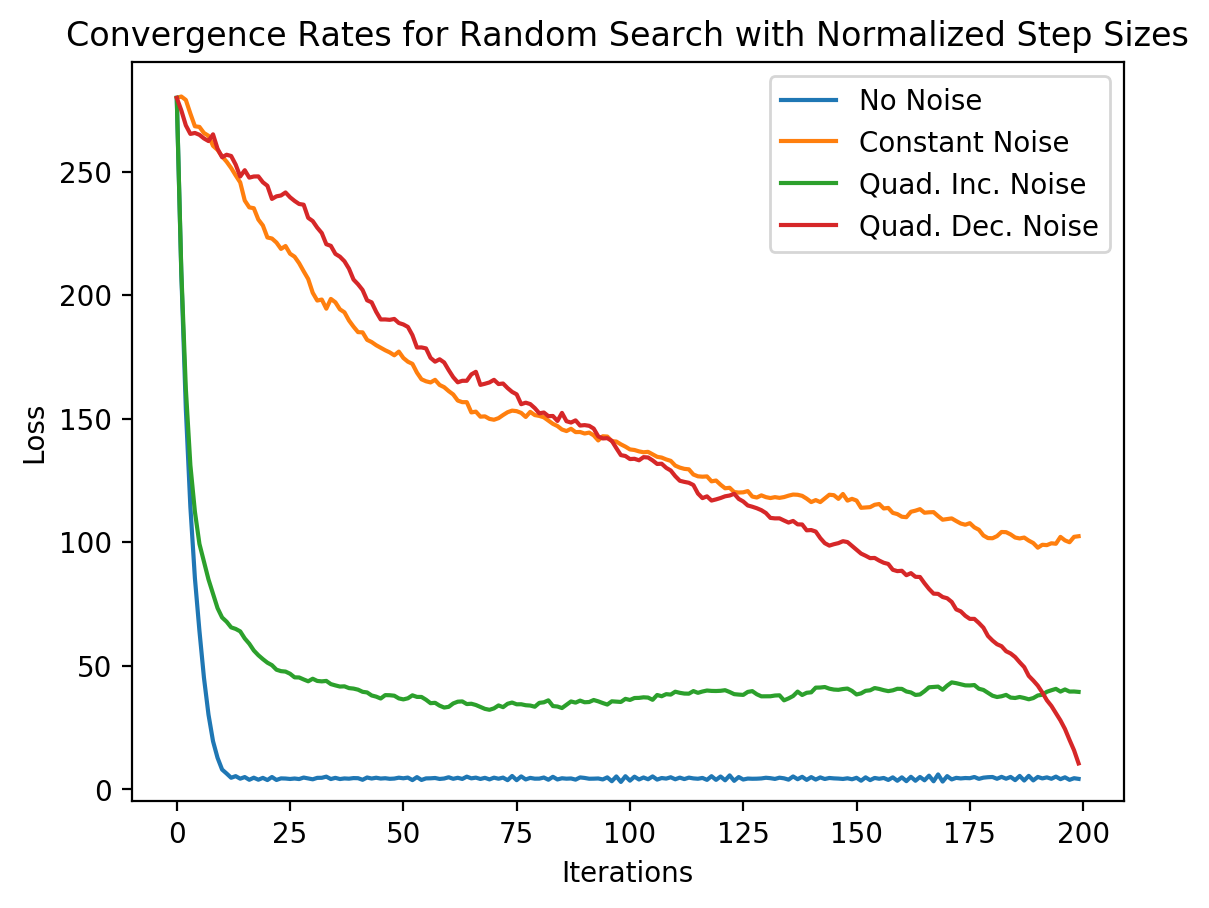 Convergence Rates for Random Search with Normalized Step Sizes
No Noise
Constant Noise
Quad. Inc. Noise
Quad. Dec. Noise
Loss
250
200
150
100
50
0
0 25 50 75 100 125 150 175 200
Iterations